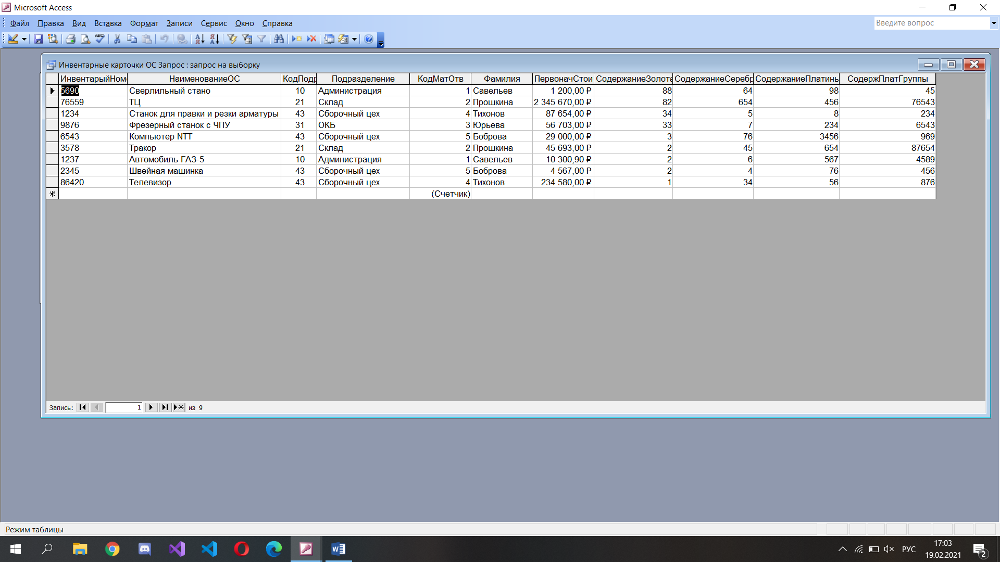 Microsoft Access
Файл Правка Вид Вставка Формат Записи Сервис Окно Справка Введите вопрос
Инвентарные карточки ОС Запрос : запрос на выборку
ИнвентарыйНоме НаименованиеОС КодПодр Подразделение КодМатОтв Фамилия ПервоначСтои СодержаниеЗолота СодержаниеСеребр СодержаниеПлатины СодержПлатГруппы
5690 Сверлильный стано 10 Администрация 1 Савельев 1 200,00 ₽ 88 64 98 45
76559 ТЦ 21 Склад 2 Прошкина 2 345 670,00 ₽ 82 654 456 76543
1234 Станок для правки и резки арматуры 43 Сборочный цех 4 Тихонов 87 654,00 ₽ 34 5 8 234
9876 Фрезерный станок с ЧПУ 31 ОКБ 3 Юрьева 56 703,00 ₽ 33 7 234 6543
6543 Компьютер NTT 43 Сборочный цех 5 Боброва 29 000,00 ₽ 3 76 3456 969
3578 Тракор 21 Склад 2 Прошкина 45 693,00 ₽ 2 45 654 87654
1237 Автомобиль ГАЗ-5 10 Администрация 1 Савельев 10 300,90 ₽ 2 6 567 4589
2345 Швейная машинка 43 Сборочный цех 5 Боброва 4 567,00 ₽ 2 4 76 456
86420 Телевизор 43 Сборочный цех 4 Тихонов 234 580,00 ₽ 1 34 56 876
(Счетчик)
Запись: 1 из 9
Режим таблицы
РУС 17:03
19.02.2021 2